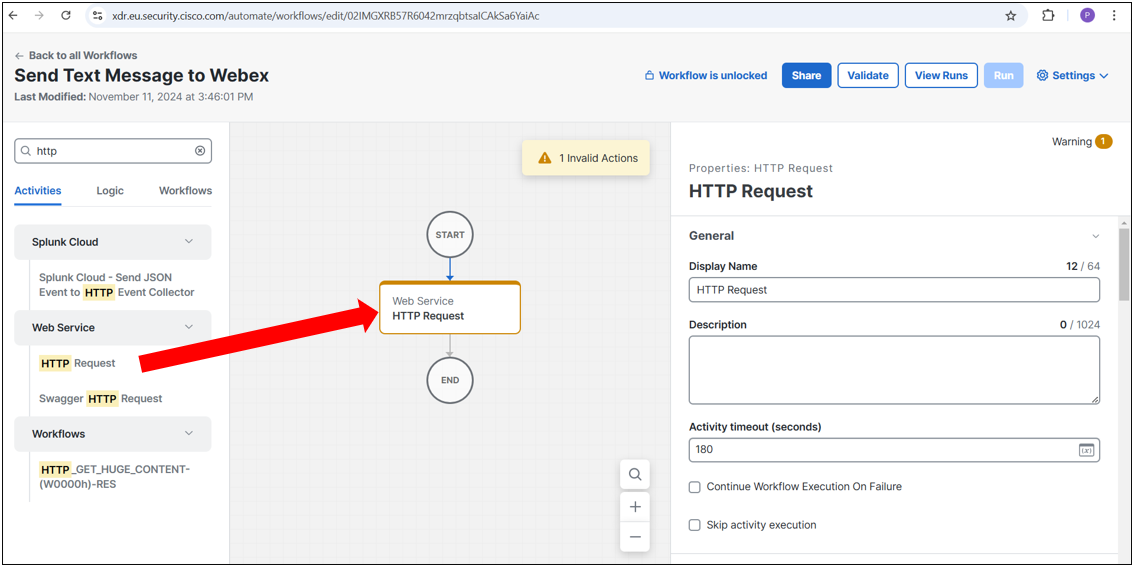 xdr.eu.security.cisco.com/automate/workflows/edit/02IMGXRB57R6042mrzqbtsaICAkSa6YaiAc
P
← Back to all Workflows
Send Text Message to Webex
Last Modified: November 11, 2024 at 3:46:01 PM
Workflow is unlocked
Share
Validate
View Runs
Run
Settings
http
Activities
Logic
Workflows
Splunk Cloud
Splunk Cloud - Send JSON
Event to HTTP Event Collector
Web Service
HTTP Request
Swagger HTTP Request
Workflows
HTTP_GET_HUGE_CONTENT-
(W0000h)-RES
1 Invalid Actions
START
Web Service
HTTP Request
END
Warning 1
Properties: HTTP Request
HTTP Request
General
Display Name 12 / 64
HTTP Request
Description 0 / 1024
Activity timeout (seconds)
180
Continue Workflow Execution On Failure
Skip activity execution